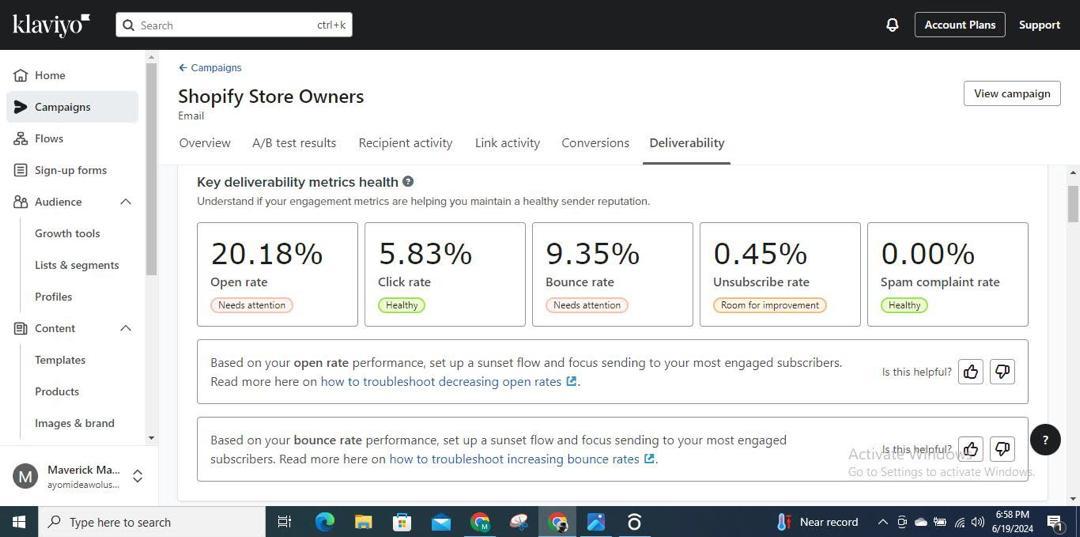 klaviyo
Search
ctrl+k
Account Plans
Support
Home
Campaigns
Flows
Sign-up forms
Audience
Growth tools
Lists & segments
Profiles
Content
Templates
Products
Images & brand
M
Maverick Ma...
ayomideawolus...
← Campaigns
Shopify Store Owners
Email
View campaign
Overview A/B test results Recipient activity Link activity Conversions Deliverability
Key deliverability metrics health ?
Understand if your engagement metrics are helping you maintain a healthy sender reputation.
20.18%
Open rate
Needs attention
5.83%
Click rate
Healthy
9.35%
Bounce rate
Needs attention
0.45%
Unsubscribe rate
Room for improvement
0.00%
Spam complaint rate
Healthy
Based on your open rate performance, set up a sunset flow and focus sending to your most engaged subscribers.
Read more here on how to troubleshoot decreasing open rates.
Is this helpful?
Based on your bounce rate performance, set up a sunset flow and focus sending to your most engaged
subscribers. Read more here on how to troubleshoot increasing bounce rates.
Is this helpful?
?
Activate Windows
Go to Settings to activate Windows.
Type here to search
Near record
6:58 PM
6/19/2024
1